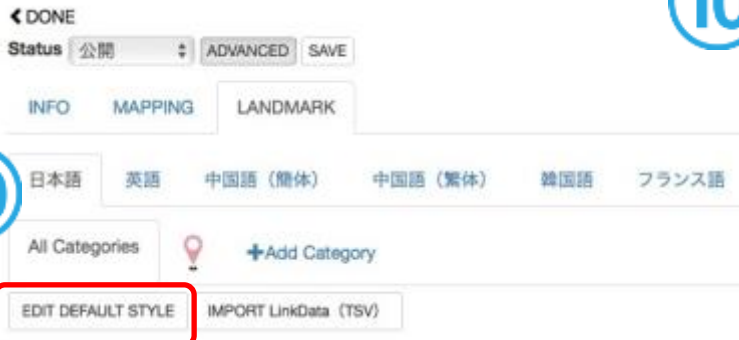 DONE
10
Status 公開 ADVANCED SAVE
INFO MAPPING LANDMARK
日本語 英語 中国語（簡体） 中国語（繁体） 韓国語 フランス語
All Categories +Add Category
EDIT DEFAULT STYLE IMPORT LinkData（TSV）